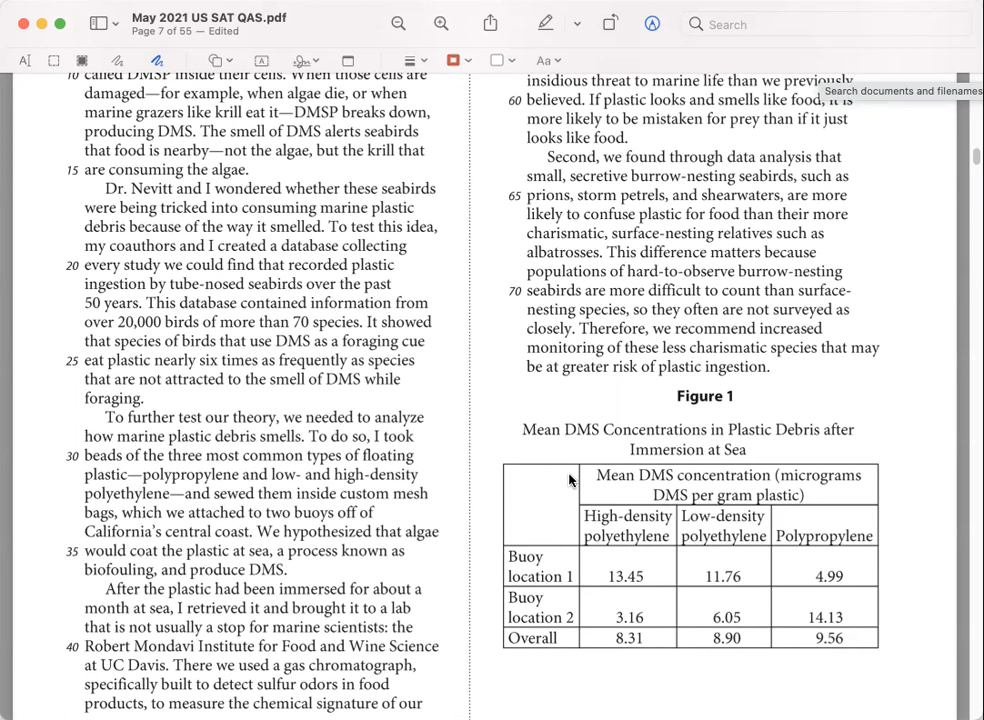 May 2021 US SAT QAS.pdf
Page 7 of 55 — Edited
Search
Search documents and filenames
10 called DMSP inside their cells. When those cells are
damaged—for example, when algae die, or when
marine grazers like krill eat it—DMSP breaks down,
producing DMS. The smell of DMS alerts seabirds
that food is nearby—not the algae, but the krill that
15 are consuming the algae.
Dr. Nevitt and I wondered whether these seabirds
were being tricked into consuming marine plastic
debris because of the way it smelled. To test this idea,
my coauthors and I created a database collecting
20 every study we could find that recorded plastic
ingestion by tube-nosed seabirds over the past
50 years. This database contained information from
over 20,000 birds of more than 70 species. It showed
that species of birds that use DMS as a foraging cue
25 eat plastic nearly six times as frequently as species
that are not attracted to the smell of DMS while
foraging.
To further test our theory, we needed to analyze
how marine plastic debris smells. To do so, I took
30 beads of the three most common types of floating
plastic—polypropylene and low- and high-density
polyethylene—and sewed them inside custom mesh
bags, which we attached to two buoys off of
California’s central coast. We hypothesized that algae
35 would coat the plastic at sea, a process known as
biofouling, and produce DMS.
After the plastic had been immersed for about a
month at sea, I retrieved it and brought it to a lab
that is not usually a stop for marine scientists: the
40 Robert Mondavi Institute for Food and Wine Science
at UC Davis. There we used a gas chromatograph,
specifically built to detect sulfur odors in food
products, to measure the chemical signature of our
insidious threat to marine life than we previously
60 believed. If plastic looks and smells like food, it is
more likely to be mistaken for prey than if it just
looks like food.
Second, we found through data analysis that
small, secretive burrow-nesting seabirds, such as
65 prions, storm petrels, and shearwaters, are more
likely to confuse plastic for food than their more
charismatic, surface-nesting relatives such as
albatrosses. This difference matters because
populations of hard-to-observe burrow-nesting
70 seabirds are more difficult to count than surface-
nesting species, so they often are not surveyed as
closely. Therefore, we recommend increased
monitoring of these less charismatic species that may
be at greater risk of plastic ingestion.
Figure 1
Mean DMS Concentrations in Plastic Debris after
Immersion at Sea
Mean DMS concentration (micrograms
DMS per gram plastic)
High-density Low-density
polyethylene polyethylene Polypropylene
Buoy
location 1 13.45 11.76 4.99
Buoy
location 2 3.16 6.05 14.13
Overall 8.31 8.90 9.56